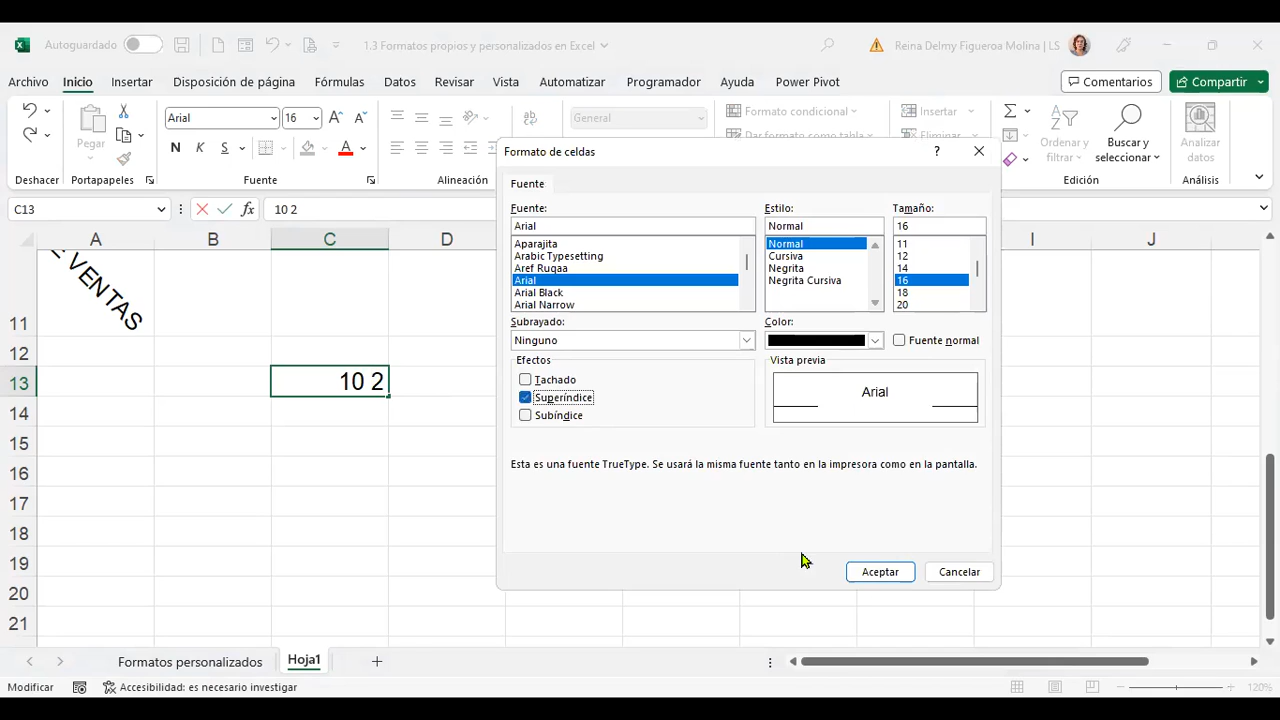 Autoguardado 1.3 Formatos propios y personalizados en Excel Reina Delmy Figueroa Molina | LS
Archivo Inicio Insertar Disposición de página Fórmulas Datos Revisar Vista Automatizar Programador Ayuda Power Pivot Comentarios Compartir
Arial 16 General Formato condicional Insertar
Pegar N K S A Dar formato como tabla Eliminar Ordenar y filtrar Buscar y seleccionar Analizar datos
Deshacer Portapapeles Fuente Alineación Edición Análisis
Formato de celdas ?
Fuente
C13 fx 10 2
A B C D I J
VENTAS
11
12
13 10 2
14
15
16
17
18
19
20
21
Fuente: Estilo: Tamaño:
Arial Normal 16
Aparajita Normal 11
Arabic Typesetting Cursiva 12
Aref Ruqaa Negrita 14
Arial Negrita Cursiva 16
Arial Black 18
Arial Narrow 20
Subrayado: Color:
Ninguno Fuente normal
Efectos Vista previa
Tachado
Superíndice Arial
Subíndice
Esta es una fuente TrueType. Se usará la misma fuente tanto en la impresora como en la pantalla.
Aceptar Cancelar
Formatos personalizados Hoja1 +
Modificar Accesibilidad: es necesario investigar 120%